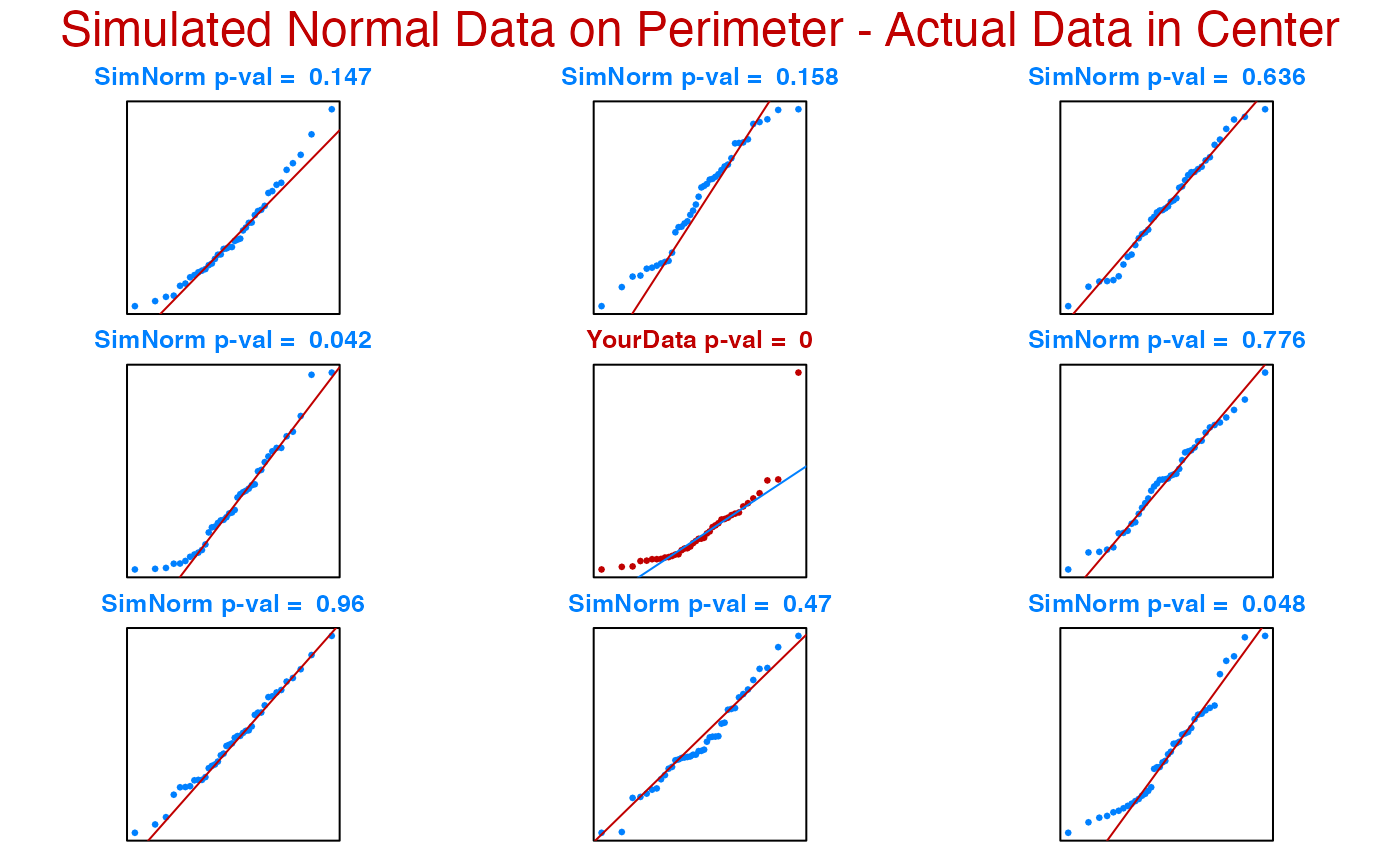 Simulated Normal Data on Perimeter - Actual Data in Center
SimNorm p-val = 0.147
SimNorm p-val = 0.158
SimNorm p-val = 0.636
SimNorm p-val = 0.042
YourData p-val = 0
SimNorm p-val = 0.776
SimNorm p-val = 0.96
SimNorm p-val = 0.47
SimNorm p-val = 0.048